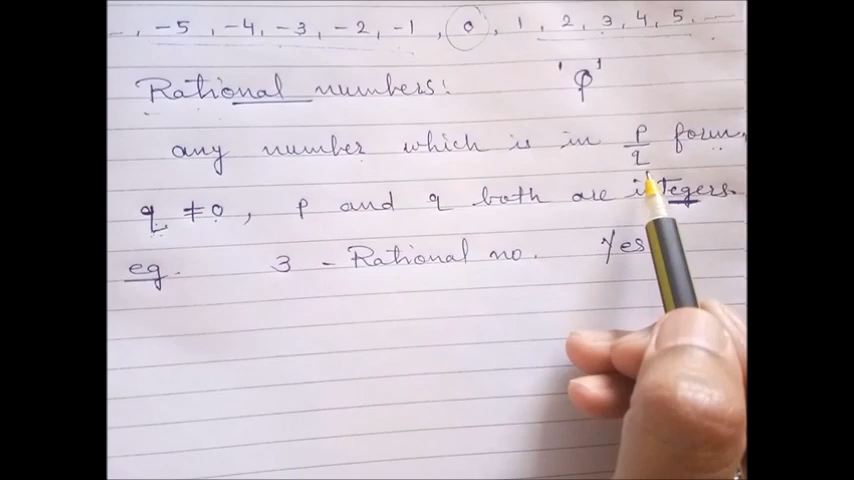 , -5, -4, -3, -2, -1, 0, 1, 2, 3, 4, 5, ...
Rational numbers: 'φ'
any number which is in p/q form,
q ≠ 0, p and q both are integers.
eg. 3 - Rational no. Yes